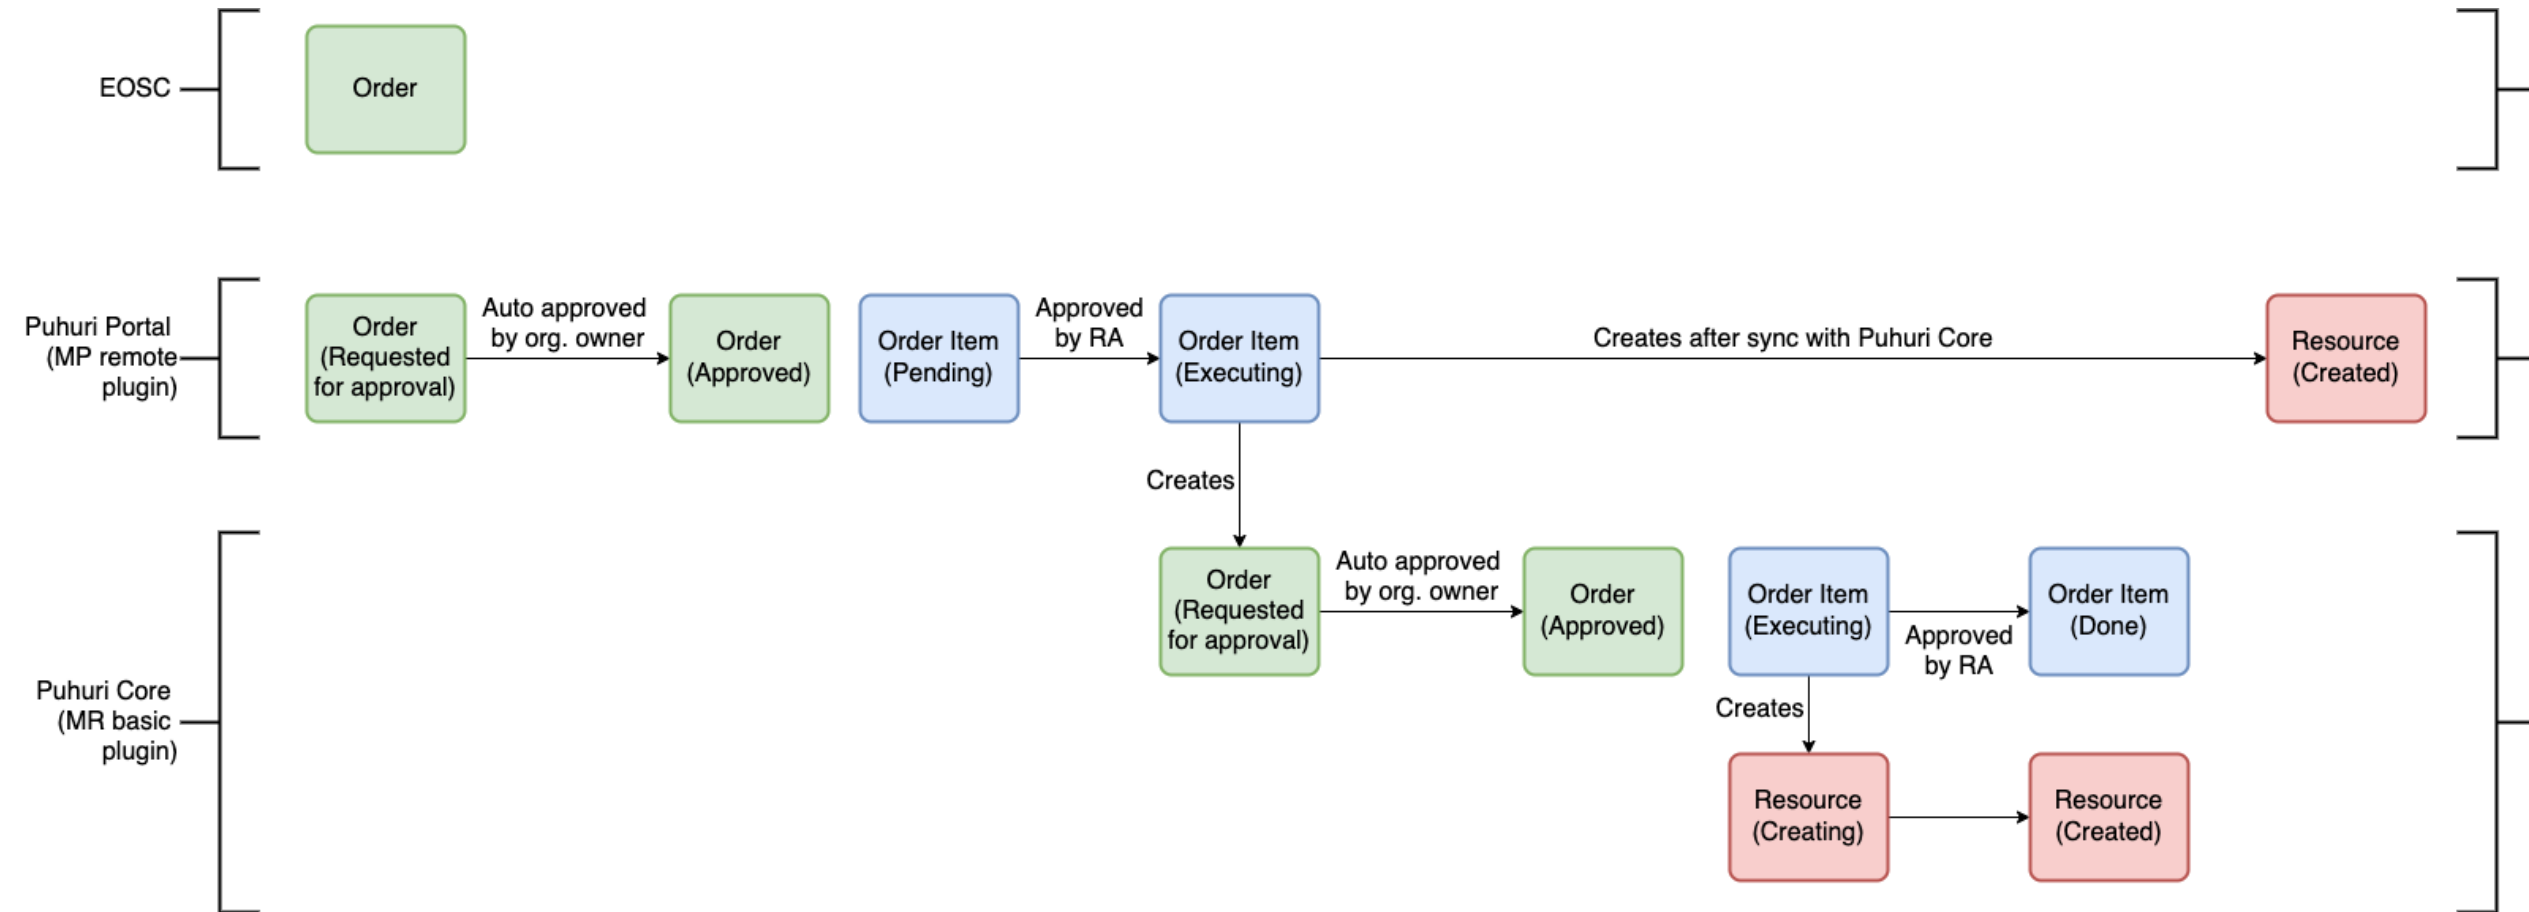 EOSC
Order
Puhuri Portal
(MP remote
plugin)
Order
(Requested
for approval)
Auto approved
by org. owner
Order
(Approved)
Order Item
(Pending)
Approved
by RA
Order Item
(Executing)
Creates after sync with Puhuri Core
Resource
(Created)
Creates
Puhuri Core
(MR basic
plugin)
Order
(Requested
for approval)
Auto approved
by org. owner
Order
(Approved)
Order Item
(Executing)
Approved
by RA
Order Item
(Done)
Creates
Resource
(Creating)
Resource
(Created)